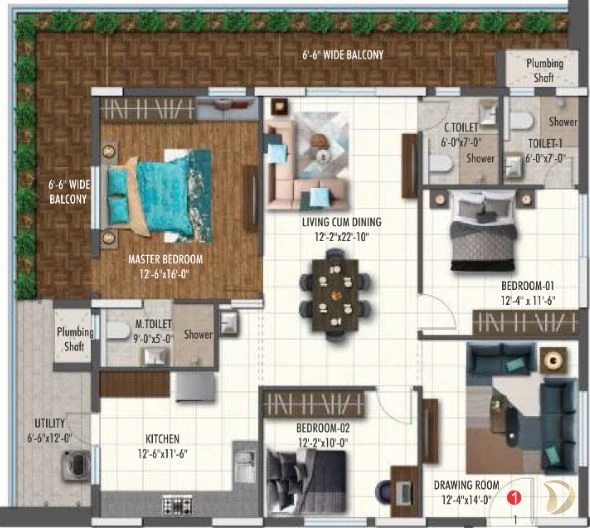 6'-6" WIDE BALCONY
Plumbing
Shaft
C.TOILET
6'-0"x7'-0"
Shower
Shower
TOILET-1
6'-0"x7'-0"
6'-6" WIDE
BALCONY
LIVING CUM DINING
12'-2"x22'-10"
MASTER BEDROOM
12'-6"x16'-0"
BEDROOM-01
12'-4" x 11'-6"
Plumbing
Shaft
M.TOILET
9'-0"x5'-0"
Shower
UTILITY
6'-6"x12'-0"
KITCHEN
12'-6"x11'-6"
BEDROOM-02
12'-2"x10'-0"
DRAWING ROOM
12'-4"x14'-0"
1